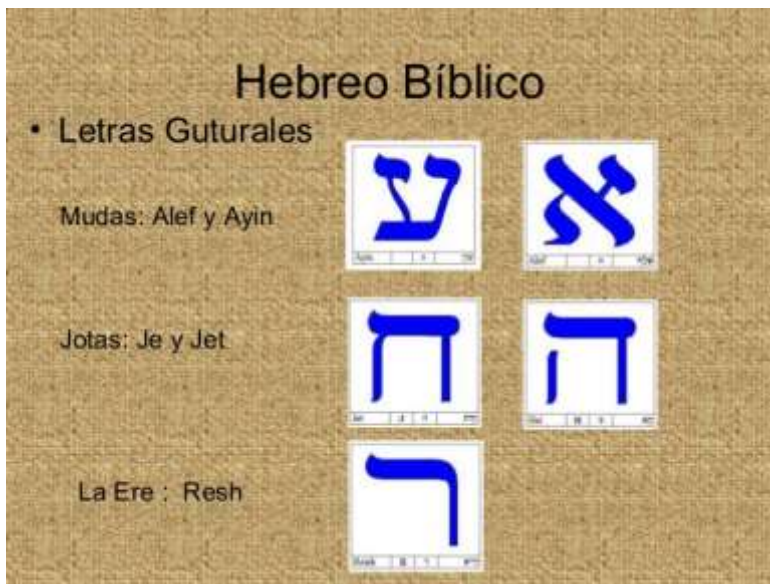 Hebreo Bíblico
• Letras Guturales
Mudas: Alef y Ayin
ע א
Jotas: Je y Jet
ח ה
La Ere : Resh
ר